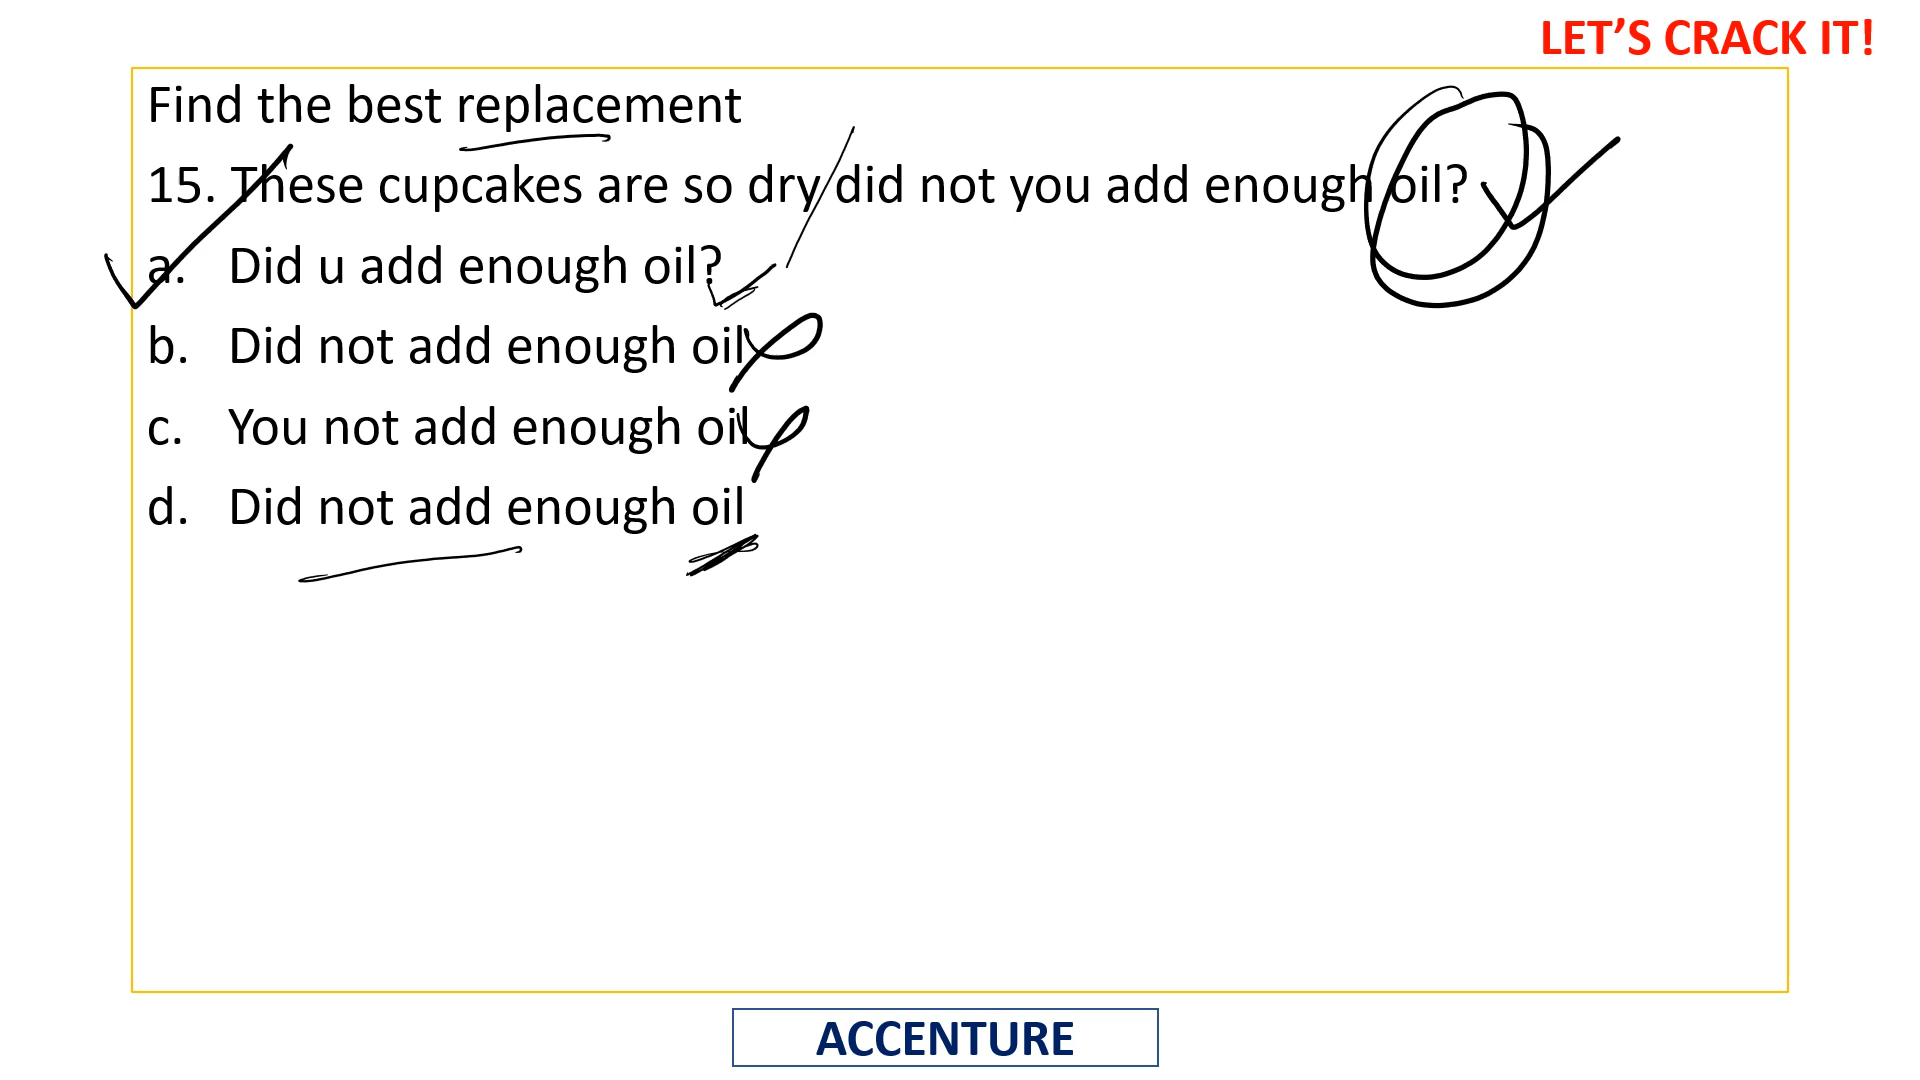 LET’S CRACK IT!
Find the best replacement
15. These cupcakes are so dry did not you add enough oil?
a. Did u add enough oil?
b. Did not add enough oil
c. You not add enough oil
d. Did not add enough oil
ACCENTURE